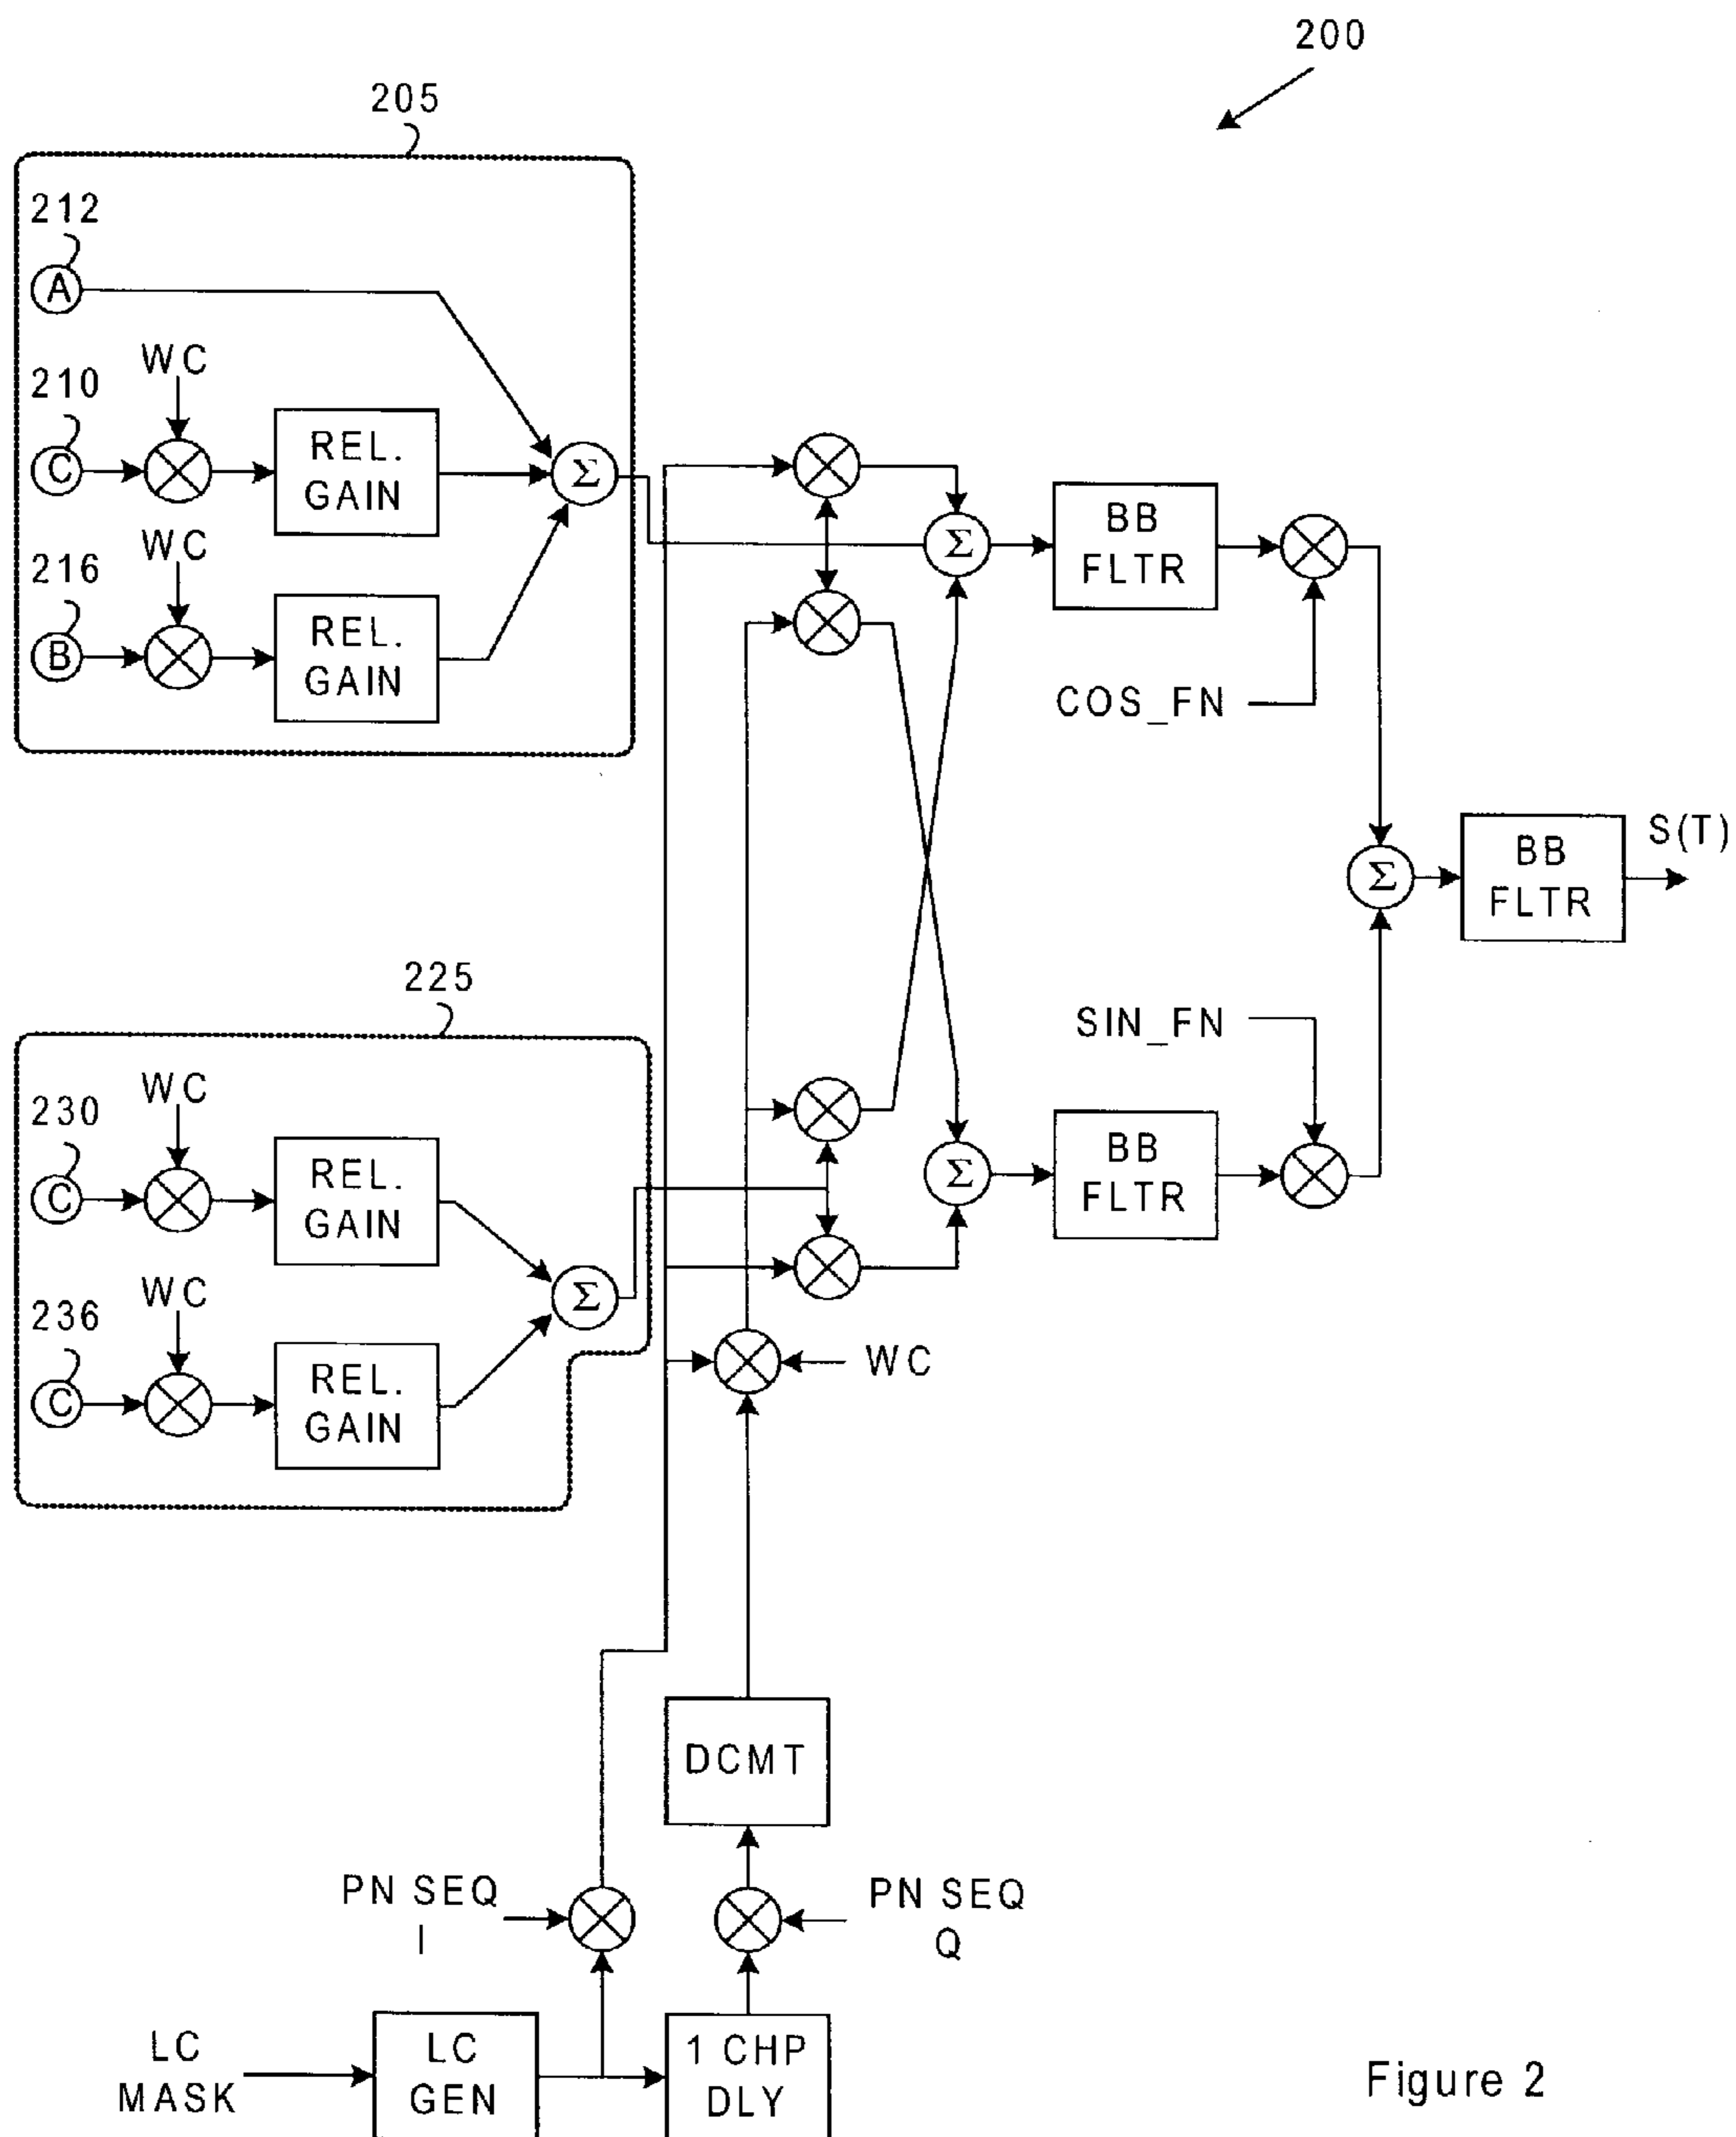 200
205
212
A
WC
210
C
REL.
GAIN
Σ
WC
216
B
REL.
GAIN
Σ
BB
FLTR
COS_FN
S(T)
Σ
BB
FLTR
225
SIN_FN
WC
230
C
REL.
GAIN
Σ
BB
FLTR
WC
236
C
REL.
GAIN
Σ
WC
DCMT
PN SEQ
I
PN SEQ
Q
LC
MASK
LC
GEN
1 CHP
DLY
Figure 2